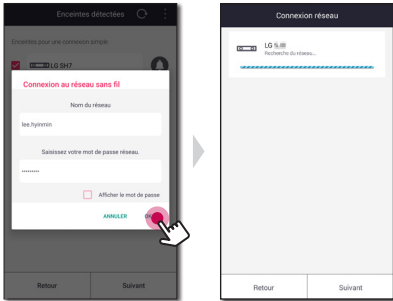 Enceintes détectées
Enceintes pour une connexion simple
LG SH7
Connexion au réseau sans fil
Nom du réseau
lee.hyinmin
Saisissez votre mot de passe réseau.
•••••••••
Afficher le mot de passe
ANNULER
Retour
Suivant
Connexion réseau
LG
Recherche du réseau...
Retour
Suivant